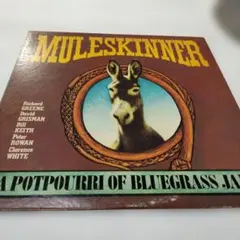 MULESKINNER
Richard
GREENE
David
GRISMAN
Bill
KEITH
Peter
ROWAN
Clarence
WHITE
A POTPOURRI OF BLUEGRASS JA